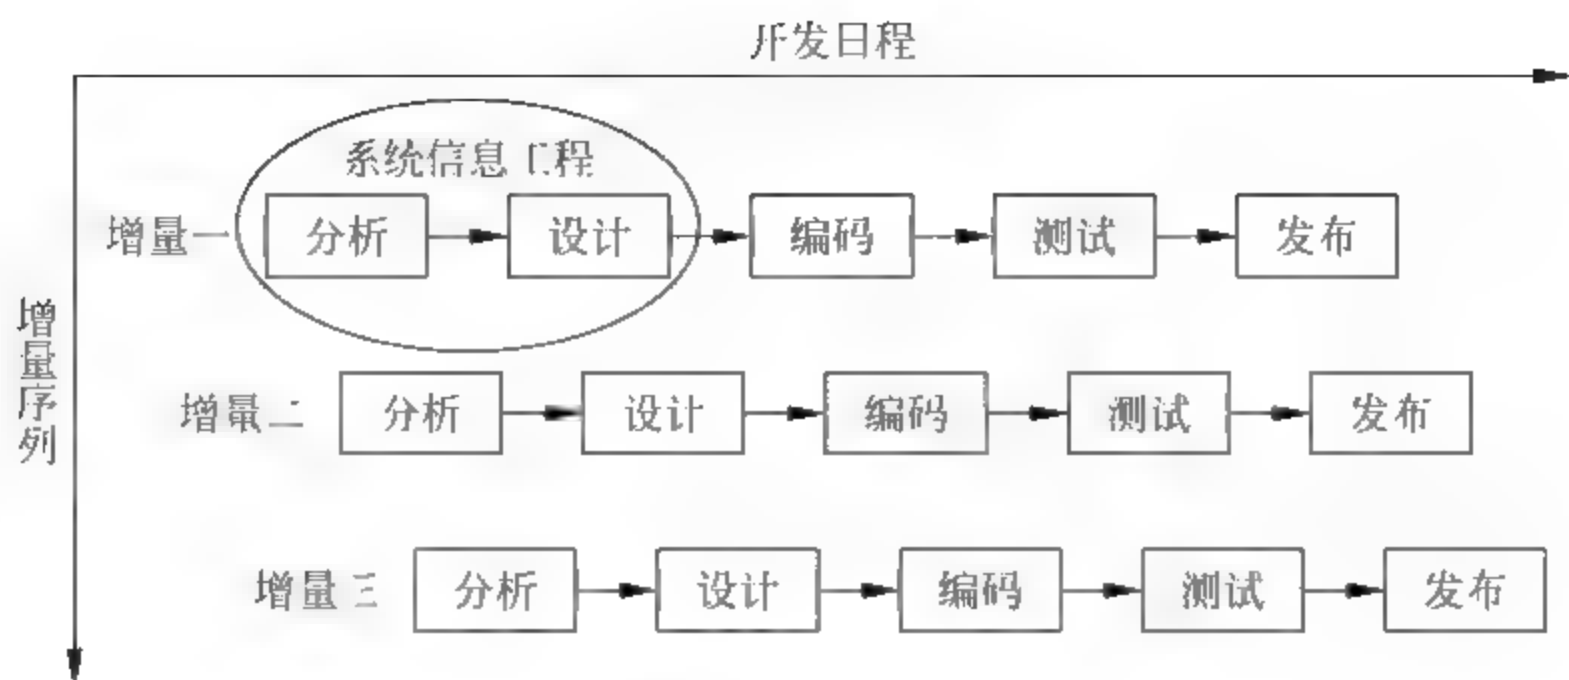 开发日程
系统信息工程
增量一 分析 设计 编码 测试 发布
增量序列
增量二 分析 设计 编码 测试 发布
增量三 分析 设计 编码 测试 发布